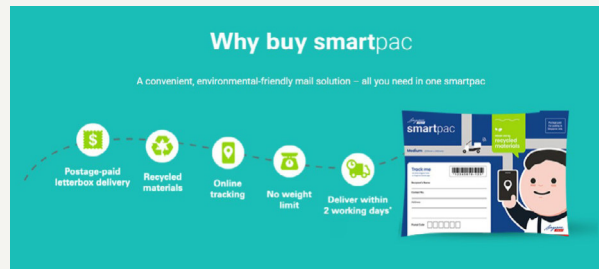 Why buy smartpac
A convenient, environmental-friendly mail solution – all you need in one smartpac
Postage-paid
letterbox delivery
Recycled
materials
Online
tracking
No weight
limit
Deliver within
2 working days*
smartpac
recycled
materials
Medium
Track me